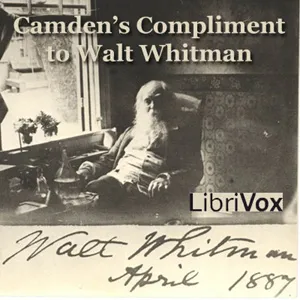 Camden's Compliment
to Walt Whitman
LibriVox
Walt Whitman
April 1887